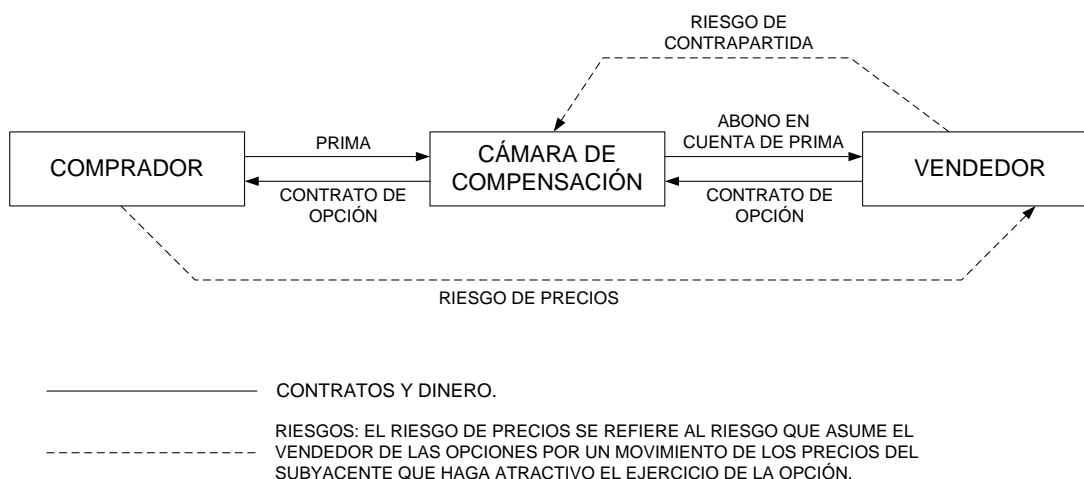 RIESGO DE
CONTRAPARTIDA
COMPRADOR
PRIMA
CONTRATO DE
OPCIÓN
CÁMARA DE
COMPENSACIÓN
ABONO EN
CUENTA DE PRIMA
CONTRATO DE
OPCIÓN
VENDEDOR
RIESGO DE PRECIOS
CONTRATOS Y DINERO.
RIESGOS: EL RIESGO DE PRECIOS SE REFIERE AL RIESGO QUE ASUME EL
VENDEDOR DE LAS OPCIONES POR UN MOVIMIENTO DE LOS PRECIOS DEL
SUBYACENTE QUE HAGA ATRACTIVO EL EJERCICIO DE LA OPCIÓN.